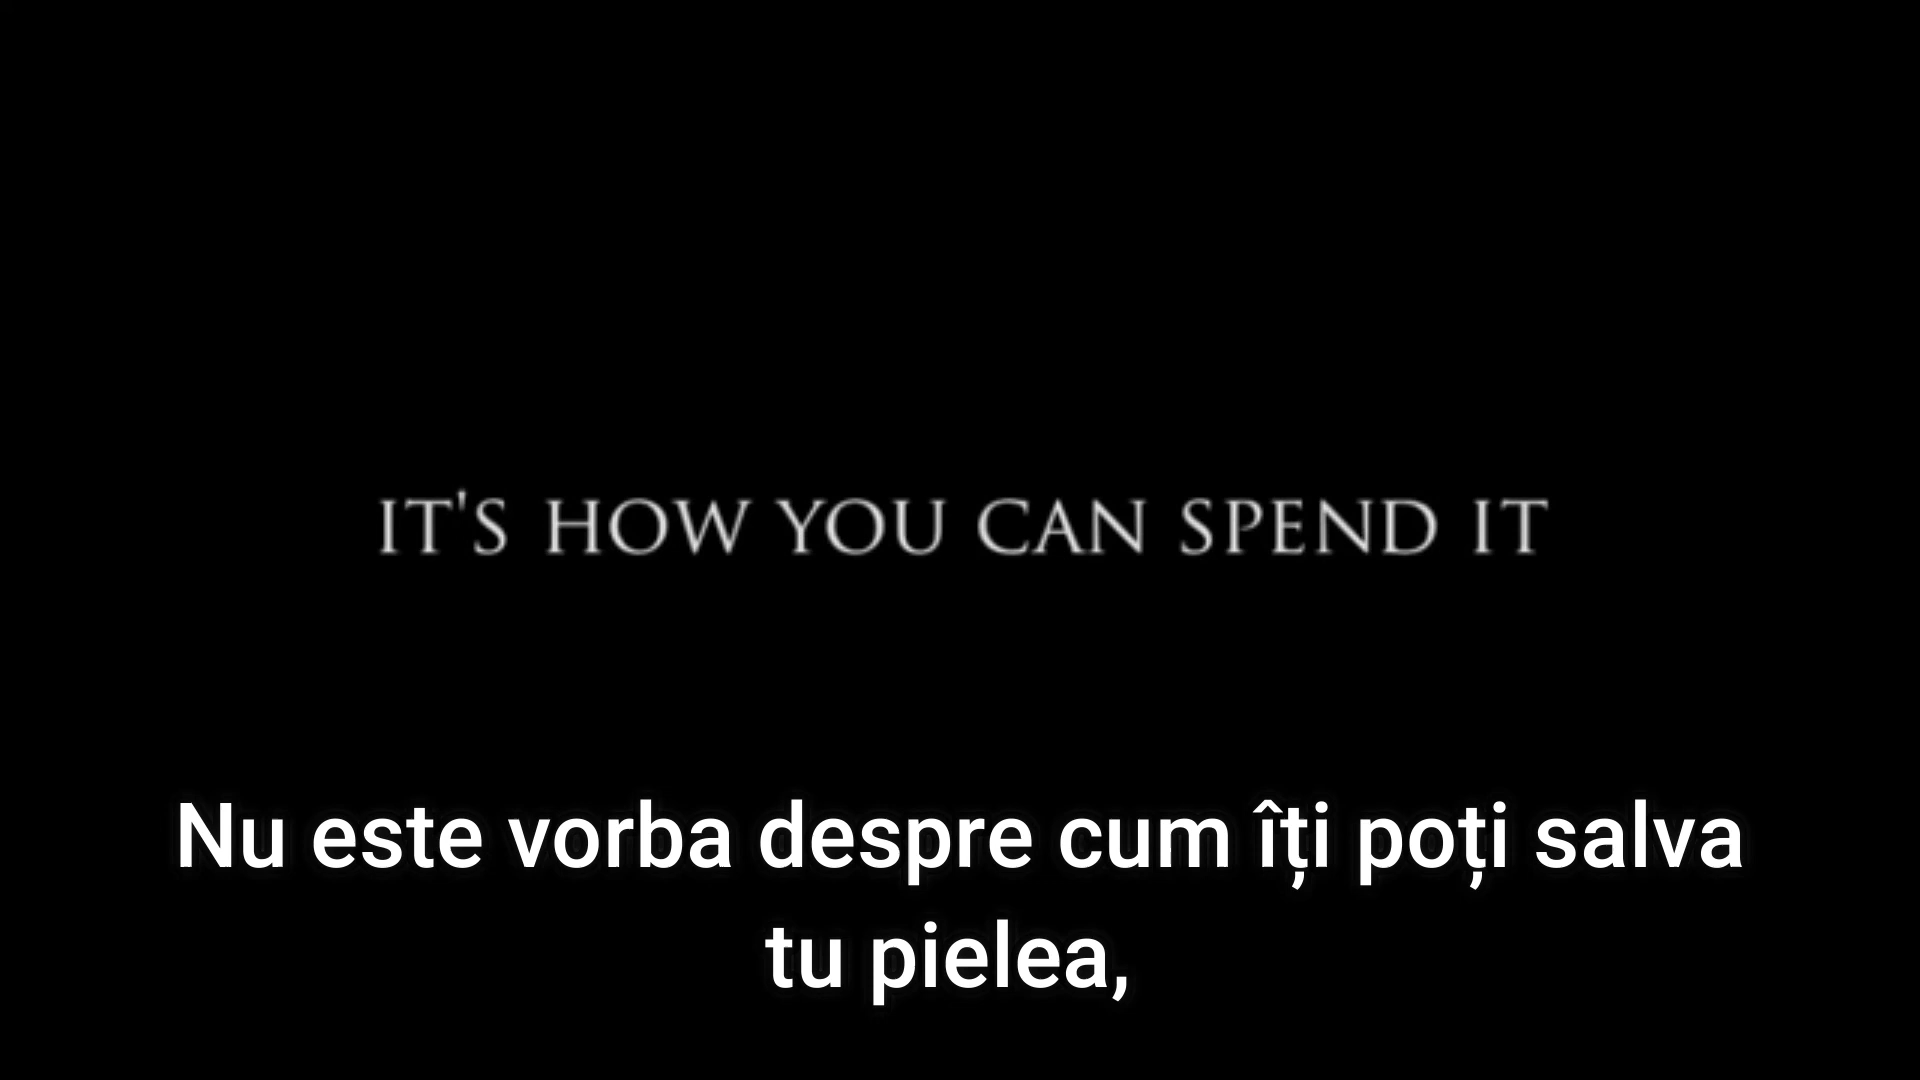 IT'S HOW YOU CAN SPEND IT
Nu este vorba despre cum îți poți salva
tu pielea,